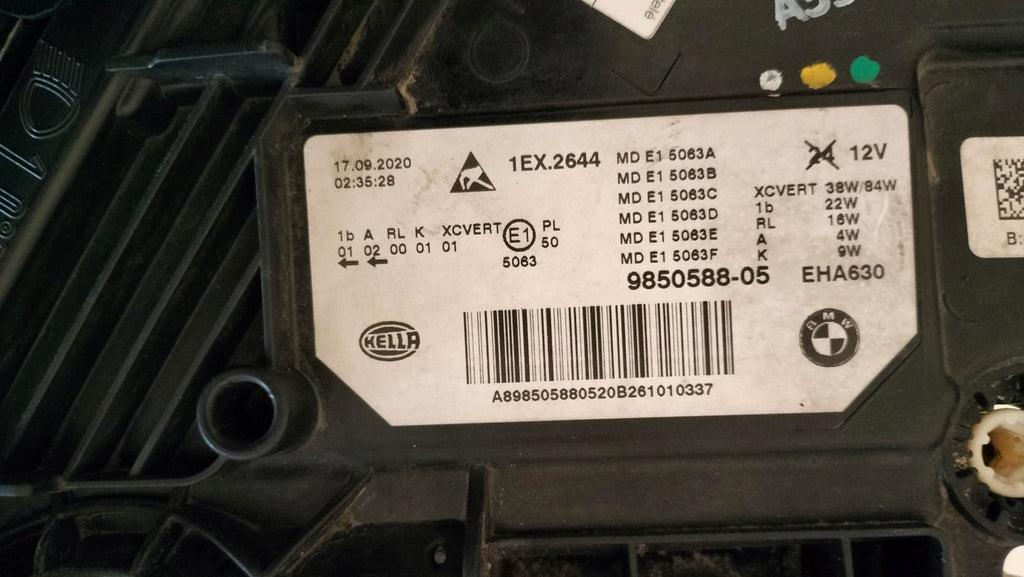 17.09.2020
02:35:28
1EX.2644
MD E1 5063A
MD E1 5063B
MD E1 5063C
MD E1 5063D
MD E1 5063E
MD E1 5063F
24 12V
XCVERT 38W/84W
1b 22W
RL 16W
A 4W
K 9W
1b A RL K XCVERT
01 02 00 01 01
E1
5063
PL
50
9850588-05
EHA630
HELLA
BMW
A898505880520B261010337
B: